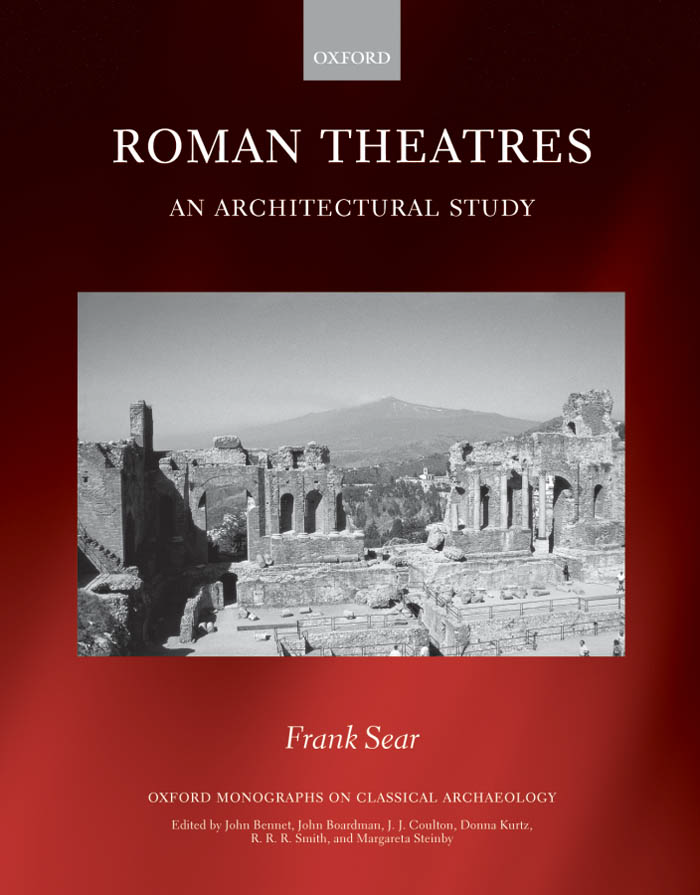 OXFORD
ROMAN THEATRES
AN ARCHITECTURAL STUDY
Frank Sear
OXFORD MONOGRAPHS ON CLASSICAL ARCHAEOLOGY
Edited by John Bennet, John Boardman, J. J. Coulton, Donna Kurtz,
R. R. R. Smith, and Margareta Steinby